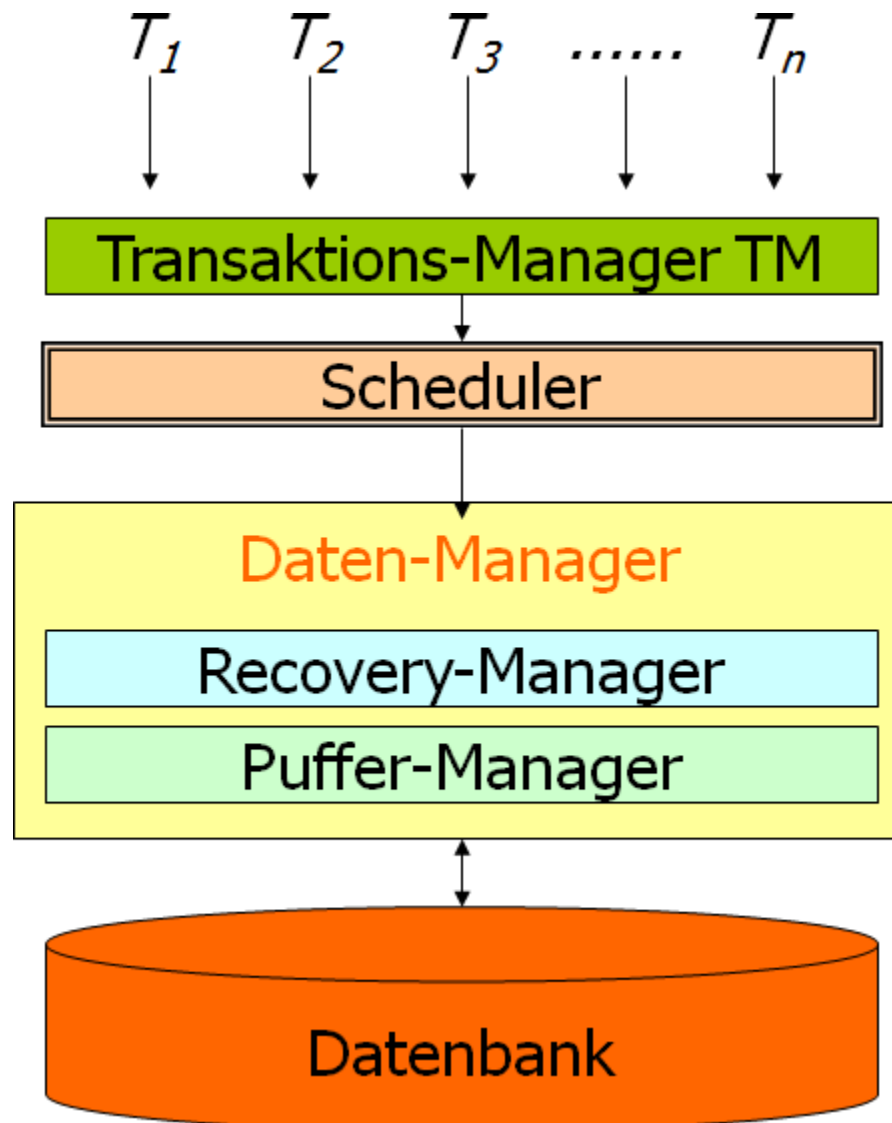 T1 T2 T3 ...... Tn
Transaktions-Manager TM
Scheduler
Daten-Manager
Recovery-Manager
Puffer-Manager
Datenbank